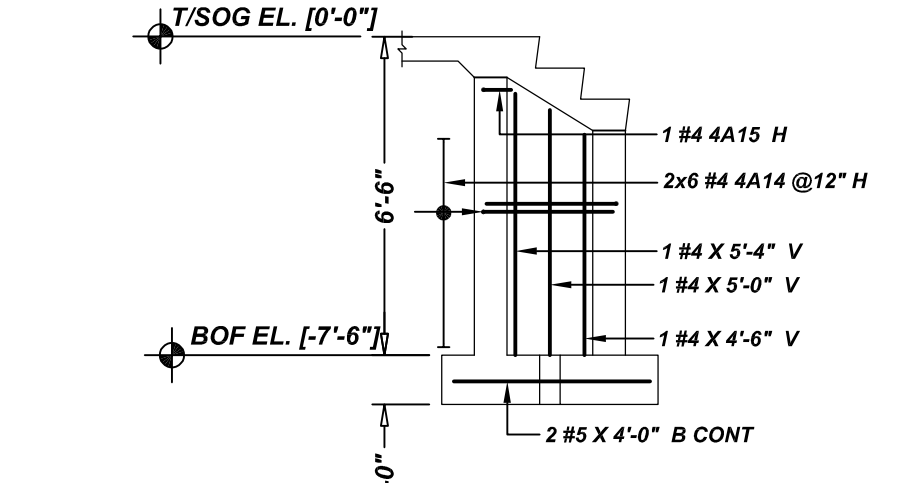 T/SOG EL. [0'-0"]
1 #4 4A15 H
2x6 #4 4A14 @12" H
6'-6"
1 #4 X 5'-4" V
1 #4 X 5'-0" V
BOF EL. [-7'-6"]
1 #4 X 4'-6" V
2 #5 X 4'-0" B CONT
-0"